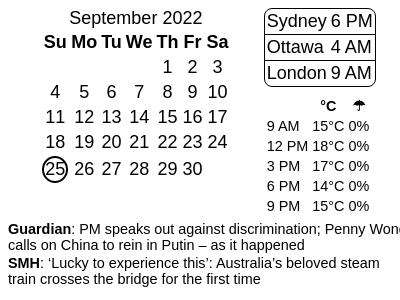 September 2022
Su Mo Tu We Th Fr Sa
1 2 3
4 5 6 7 8 9 10
11 12 13 14 15 16 17
18 19 20 21 22 23 24
25 26 27 28 29 30
Sydney 6 PM
Ottawa 4 AM
London 9 AM
°C ☂
9 AM 15°C 0%
12 PM 18°C 0%
3 PM 17°C 0%
6 PM 14°C 0%
9 PM 15°C 0%
Guardian: PM speaks out against discrimination; Penny Won
calls on China to rein in Putin – as it happened
SMH: ‘Lucky to experience this’: Australia’s beloved steam
train crosses the bridge for the first time